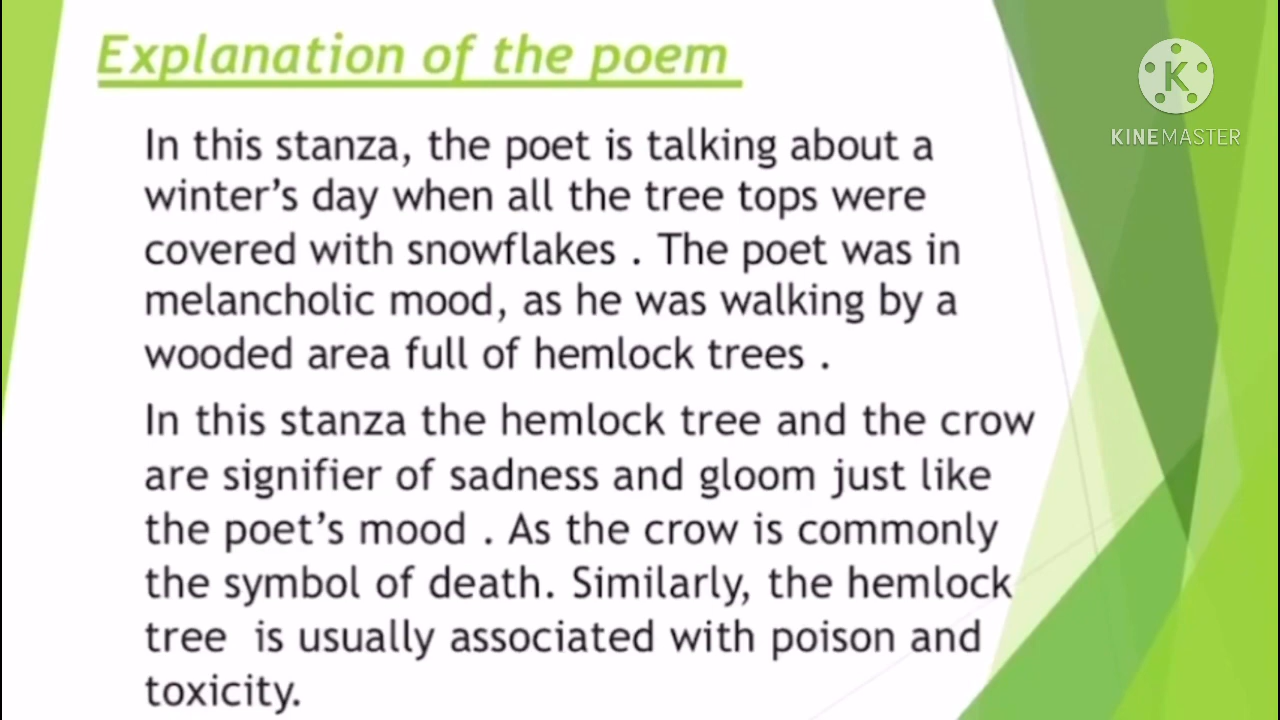 Explanation of the poem
K
KINEMASTER
In this stanza, the poet is talking about a
winter's day when all the tree tops were
covered with snowflakes . The poet was in
melancholic mood, as he was walking by a
wooded area full of hemlock trees .
In this stanza the hemlock tree and the crow
are signifier of sadness and gloom just like
the poet's mood . As the crow is commonly
the symbol of death. Similarly, the hemlock
tree  is usually associated with poison and
toxicity.